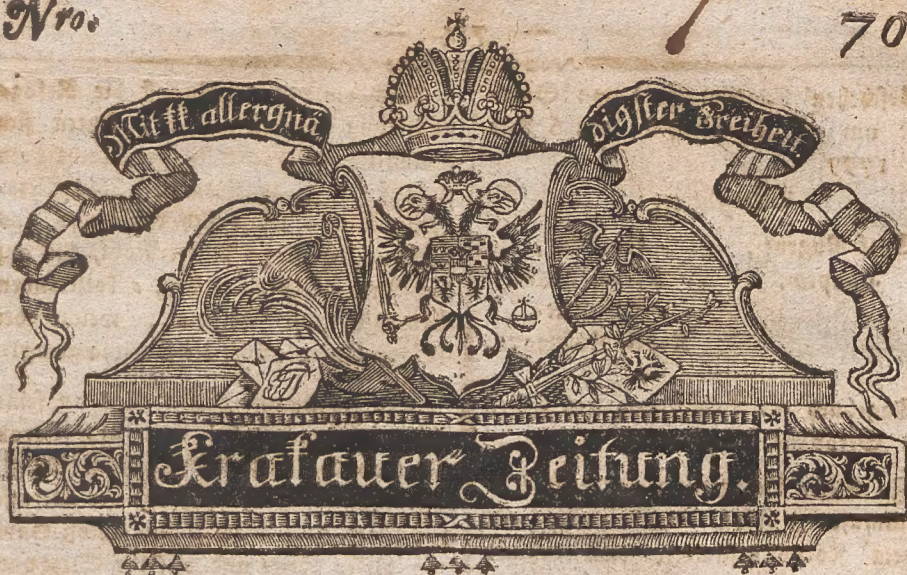 Nro. 70
Mit kk. allergnä
digster Freiheit
Krakauer Zeitung.